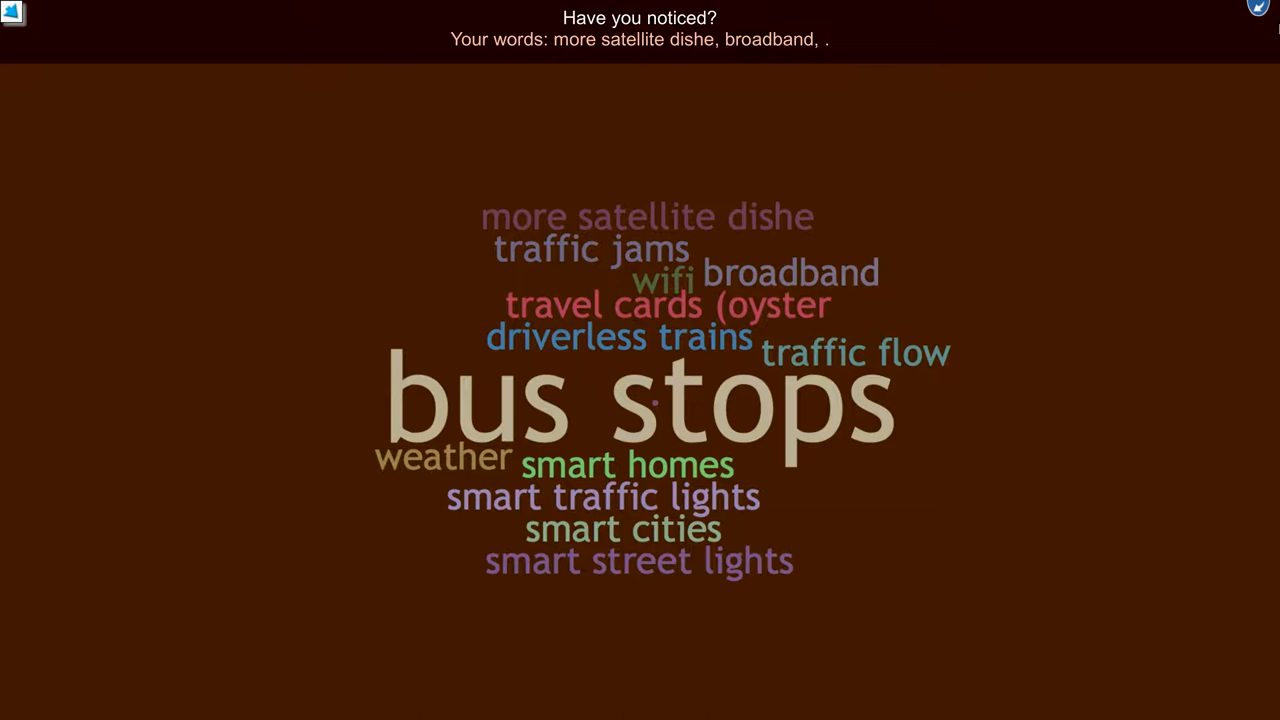 Have you noticed?
Your words: more satellite dishe, broadband, .
more satellite dishe
traffic jams
wifi
broadband
travel cards (oyster
driverless trains
traffic flow
bus stops
weather
smart homes
smart traffic lights
smart cities
smart street lights